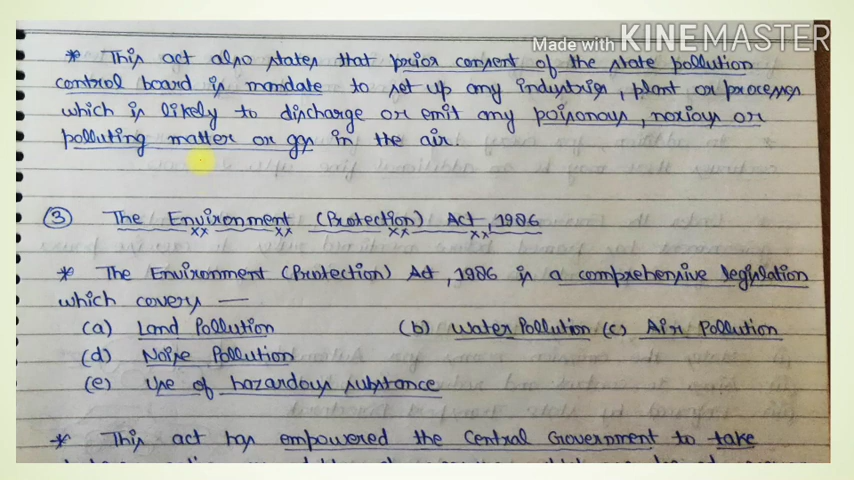 Made with KINEMASTER
* This act also states that prior consent of the state pollution
control board is mandate to set up any industries, plant or processes
which is likely to discharge or emit any poisonous, noxious or
polluting matter or gas in the air.
③ The Environment (Protection) Act, 1986
* The Environment (Protection) Act, 1986 is a comprehensive legislation
which covers —
(a) Land Pollution (b) Water Pollution (c) Air Pollution
(d) Noise Pollution
(e) Use of hazardous substance
* This act has empowered the Central Government to take